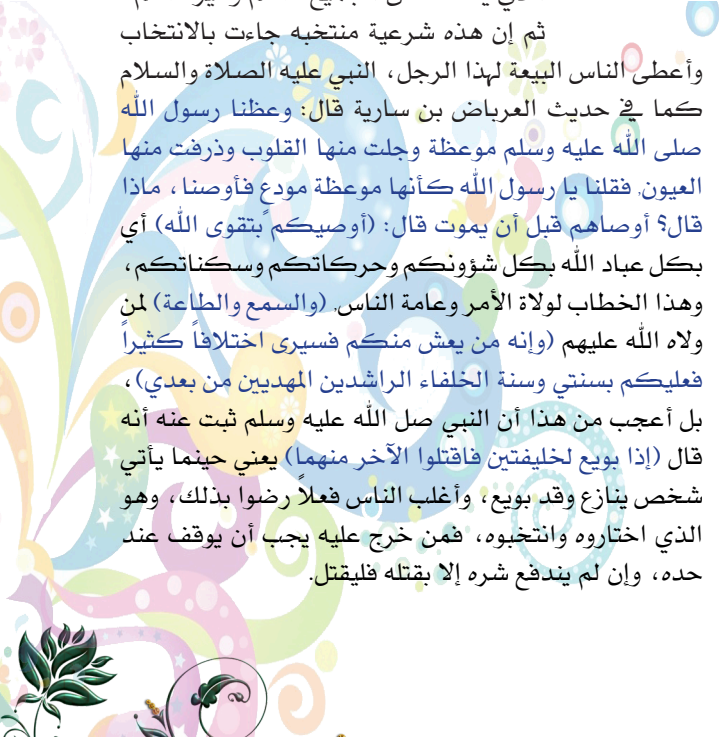 ثم إن هذه شرعية منتخبه جاءت بالانتخاب
وأعطى الناس البيعة لهذا الرجل، النبي عليه الصلاة والسلام
كما في حديث العرباض بن سارية قال: وعظنا رسول الله
صلى الله عليه وسلم موعظة وجلت منها القلوب وذرفت منها
العيون. فقلنا يا رسول الله كأنها موعظة مودعٍ فأوصنا، ماذا
قال؟ أوصاهم قبل أن يموت قال: (أوصيكم بتقوى الله) أي
بكل عباد الله بكل شؤونكم وحركاتكم وسكناتكم،
وهذا الخطاب لولاة الأمر وعامة الناس. (والسمع والطاعة) لمن
ولاه الله عليهم (وإنه من يعش منكم فسيرى اختلافاً كثيراً
فعليكم بسنتي وسنة الخلفاء الراشدين المهديين من بعدي)،
بل أعجب من هذا أن النبي صل الله عليه وسلم ثبت عنه أنه
قال (إذا بويع لخليفتين فاقتلوا الآخر منهما) يعني حينما يأتي
شخص ينازع وقد بويع، وأغلب الناس فعلاً رضوا بذلك، وهو
الذي اختاروه وانتخبوه، فمن خرج عليه يجب أن يوقف عند
حده، وإن لم يندفع شره إلا بقتله فليقتل.